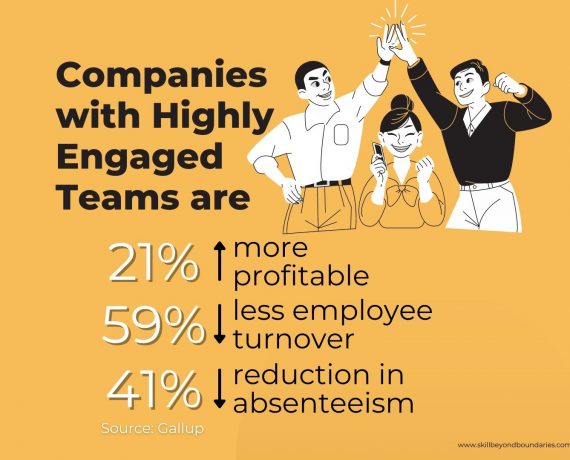 Companies
with Highly
Engaged
Teams are
21% more
profitable
59% less employee
turnover
41% reduction in
absenteeism
Source: Gallup
www.skillbeyondboundaries.com